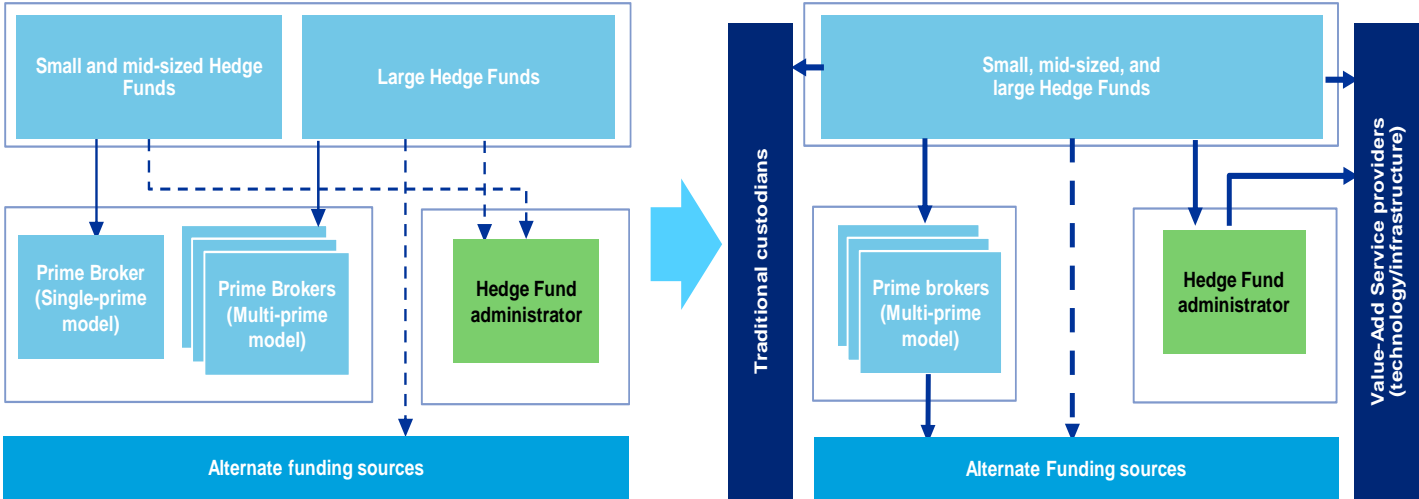 Small and mid-sized Hedge
Funds
Large Hedge Funds
Prime Broker
(Single-prime
model)
Prime Brokers
(Multi-prime
model)
Hedge Fund
administrator
Alternate funding sources
Traditional custodians
Small, mid-sized, and
large Hedge Funds
Prime brokers
(Multi-prime
model)
Hedge Fund
administrator
Alternate Funding sources
Value-Add Service providers
(technology/infrastructure)